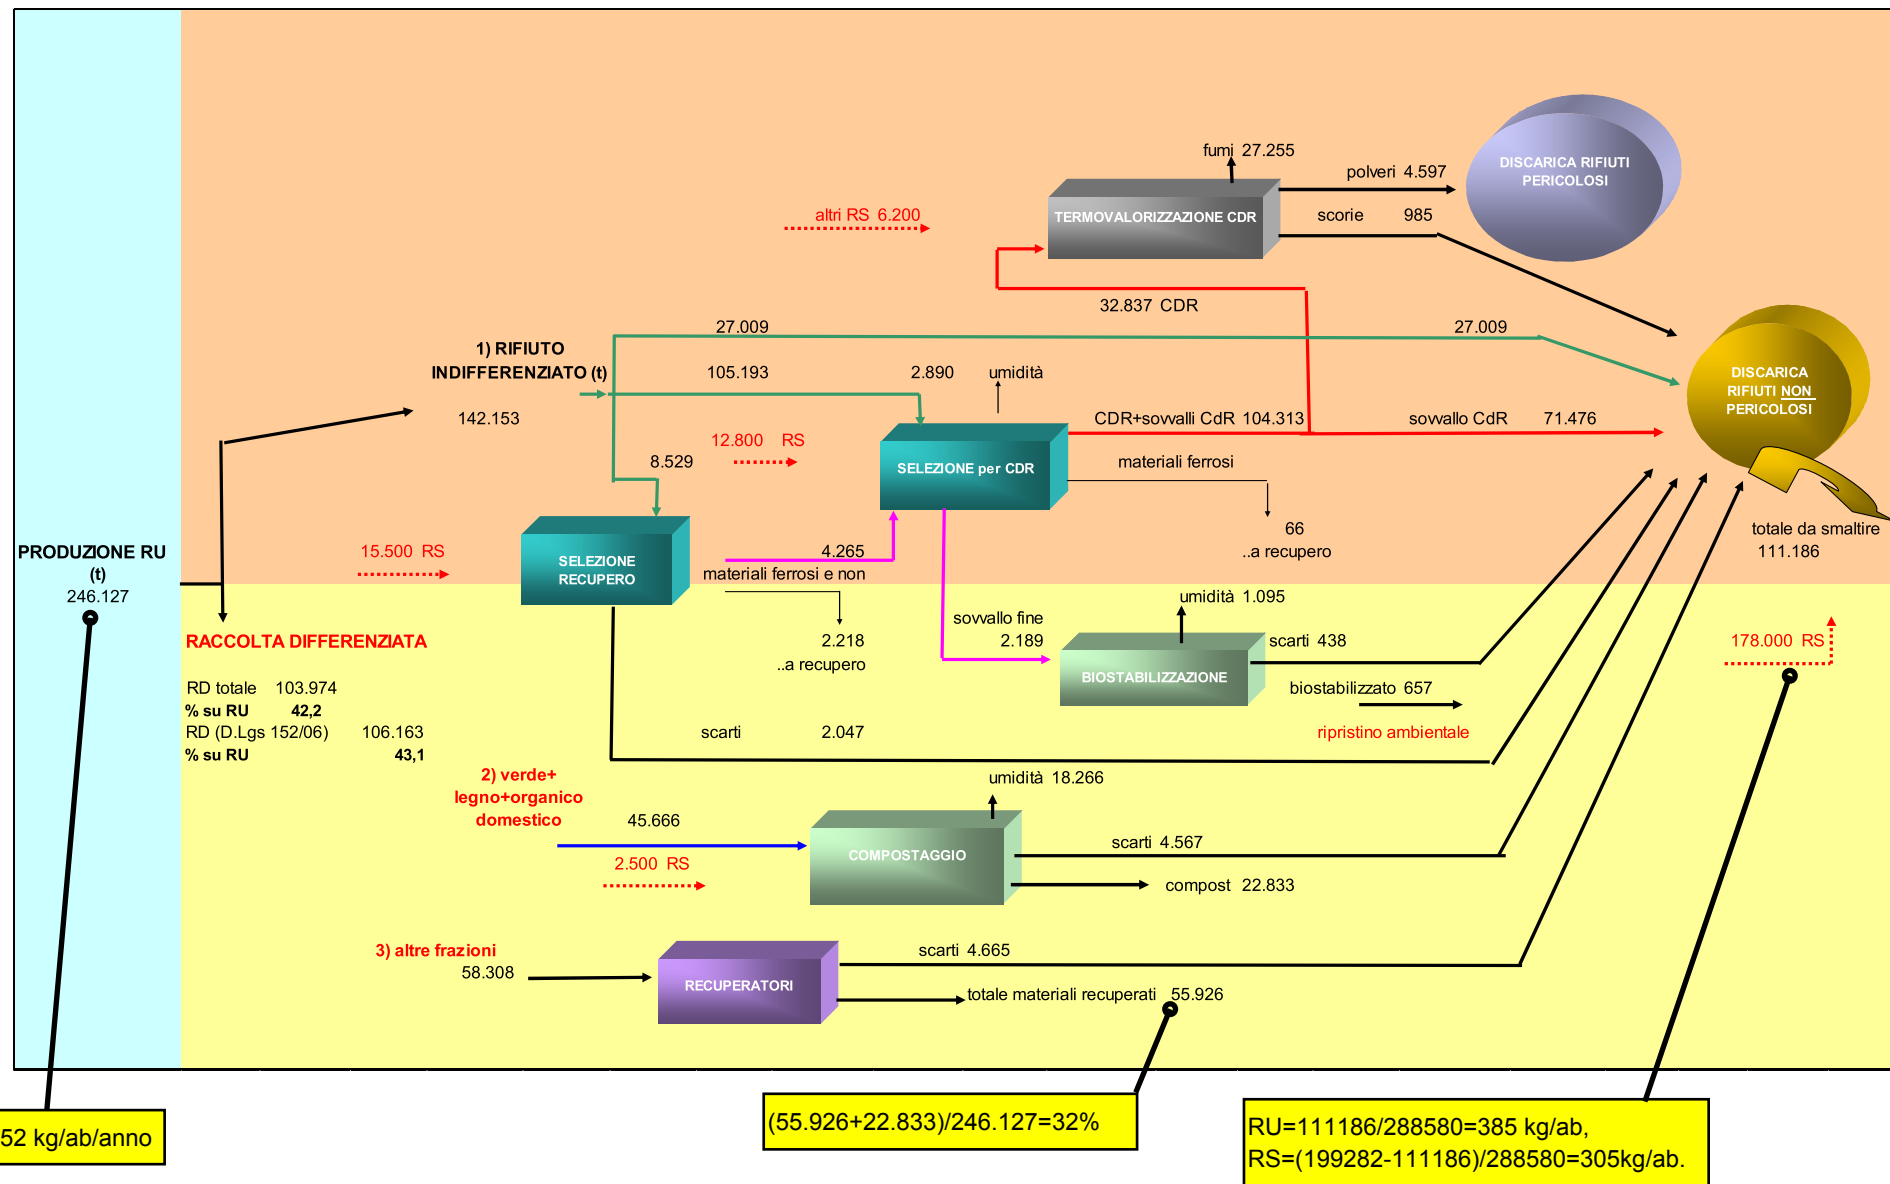 fumi 27.255
polveri 4.597
DISCARICA RIFIUTI
PERICOLOSI
altri RS 6.200
TERMOVALORIZZAZIONE CDR
scorie 985
32.837 CDR
27.009
27.009
1) RIFIUTO
INDIFFERENZIATO (t)
105.193
2.890
umidità
142.153
DISCARICA
RIFIUTI NON
PERICOLOSI
CDR+sovvalli CdR 104.313
sovvallo CdR 71.476
12.800 RS
8.529
SELEZIONE per CDR
materiali ferrosi
66
..a recupero
totale da smaltire
111.186
PRODUZIONE RU
(t)
246.127
15.500 RS
SELEZIONE
RECUPERO
4.265
materiali ferrosi e non
2.218
..a recupero
sovvallo fine
2.189
umidità 1.095
BIOSTABILIZZAZIONE
scarti 438
biostabilizzato 657
ripristino ambientale
178.000 RS
RACCOLTA DIFFERENZIATA
RD totale 103.974
% su RU 42,2
RD (D.Lgs 152/06) 106.163
% su RU 43,1
scarti 2.047
2) verde+
legno+organico
domestico
45.666
2.500 RS
umidità 18.266
COMPOSTAGGIO
scarti 4.567
compost 22.833
3) altre frazioni
58.308
RECUPERATORI
scarti 4.665
totale materiali recuperati 55.926
52 kg/ab/anno
(55.926+22.833)/246.127=32%
RU=111186/288580=385 kg/ab,
RS=(199282-111186)/288580=305kg/ab.